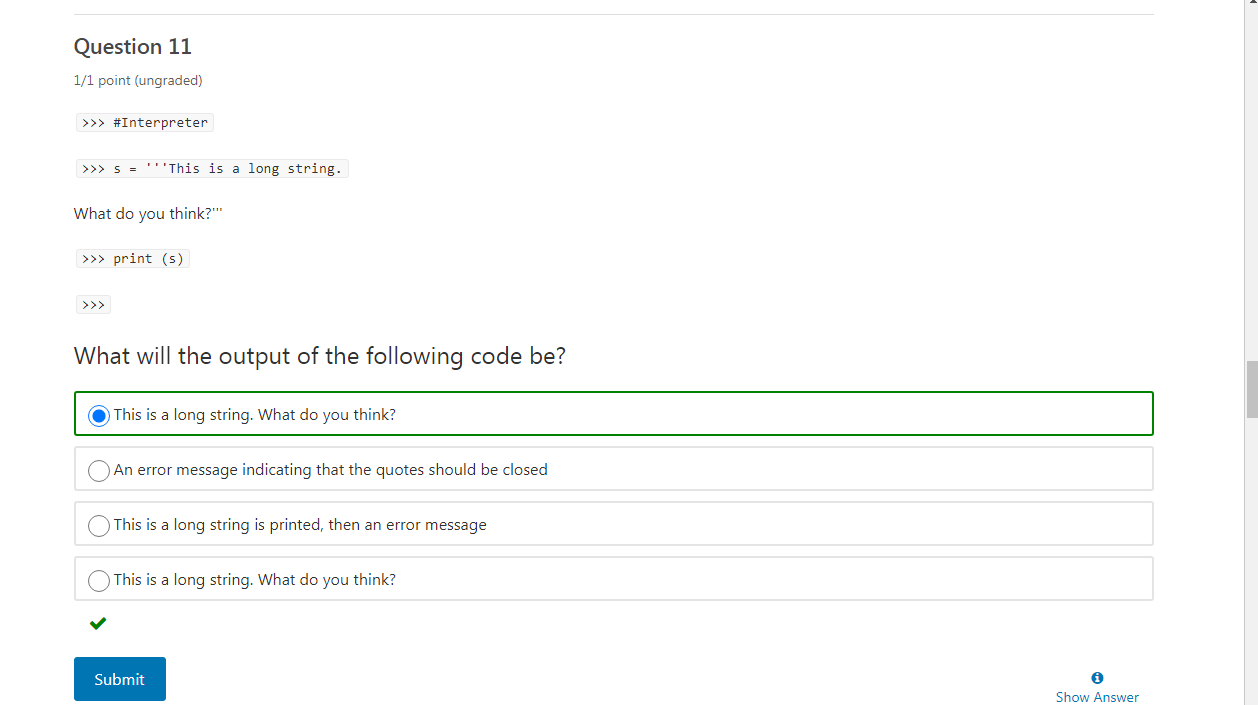 Question 11
1/1 point (ungraded)
>>> #Interpreter
>>> s = '''This is a long string.
What do you think?'''
>>> print (s)
>>>
What will the output of the following code be?
This is a long string. What do you think?
An error message indicating that the quotes should be closed
This is a long string is printed, then an error message
This is a long string. What do you think?
Submit
Show Answer